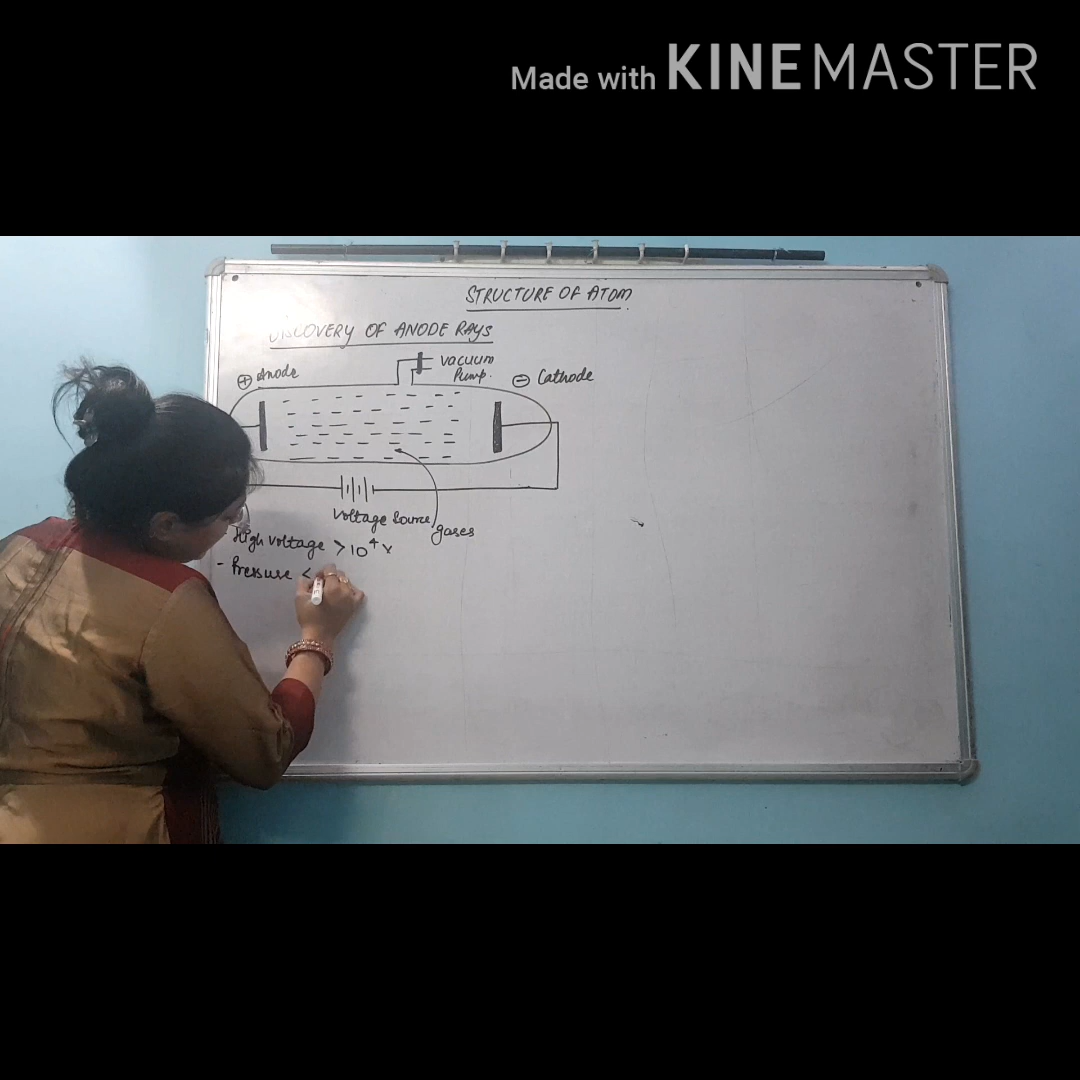 Made with KINEMASTER
STRUCTURE OF ATOM
DISCOVERY OF ANODE RAYS
Vacuum
Pump.
⊕ Anode
⊖ Cathode
Voltage Source
gases
- High voltage > 10⁴ v
- Pressure <